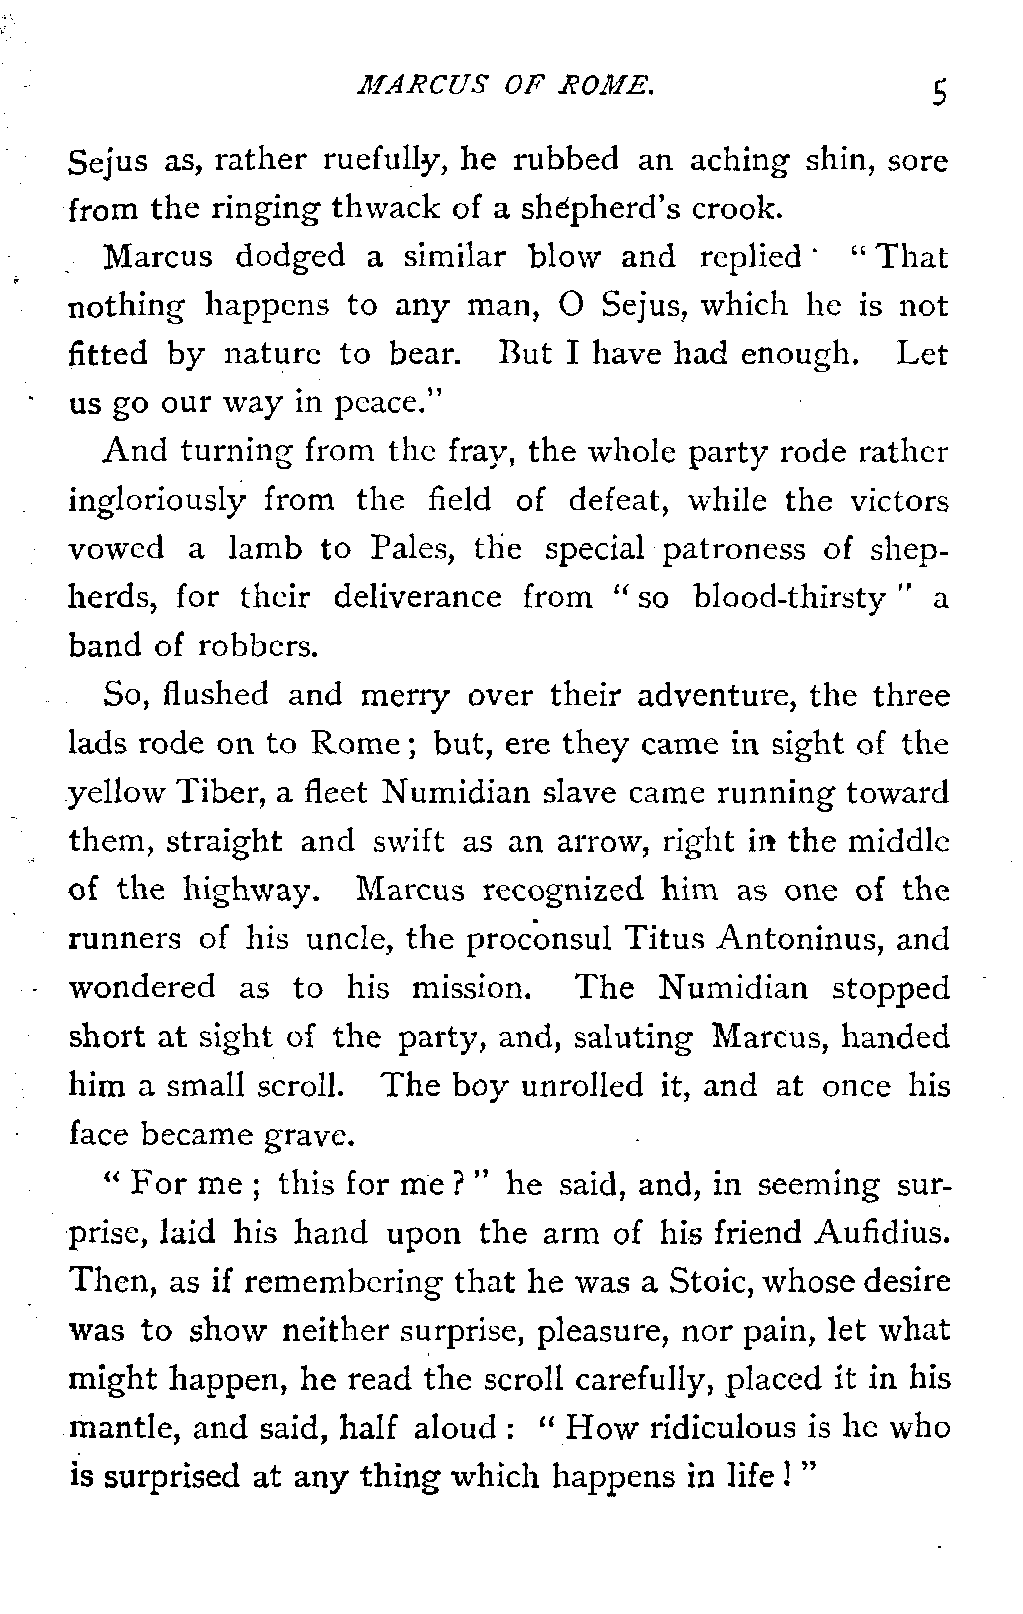 MARCUS OF ROME. 5
Sejus as, rather ruefully, he rubbed an aching shin, sore
from the ringing thwack of a shepherd's crook.
Marcus dodged a similar blow and replied: "That
nothing happens to any man, O Sejus, which he is not
fitted by nature to bear. But I have had enough. Let
us go our way in peace."
And turning from the fray, the whole party rode rather
ingloriously from the field of defeat, while the victors
vowed a lamb to Pales, the special patroness of shep-
herds, for their deliverance from "so blood-thirsty" a
band of robbers.
So, flushed and merry over their adventure, the three
lads rode on to Rome; but, ere they came in sight of the
yellow Tiber, a fleet Numidian slave came running toward
them, straight and swift as an arrow, right in the middle
of the highway. Marcus recognized him as one of the
runners of his uncle, the proconsul Titus Antoninus, and
wondered as to his mission. The Numidian stopped
short at sight of the party, and, saluting Marcus, handed
him a small scroll. The boy unrolled it, and at once his
face became grave.
"For me; this for me?" he said, and, in seeming sur-
prise, laid his hand upon the arm of his friend Aufidius.
Then, as if remembering that he was a Stoic, whose desire
was to show neither surprise, pleasure, nor pain, let what
might happen, he read the scroll carefully, placed it in his
mantle, and said, half aloud: "How ridiculous is he who
is surprised at any thing which happens in life!"